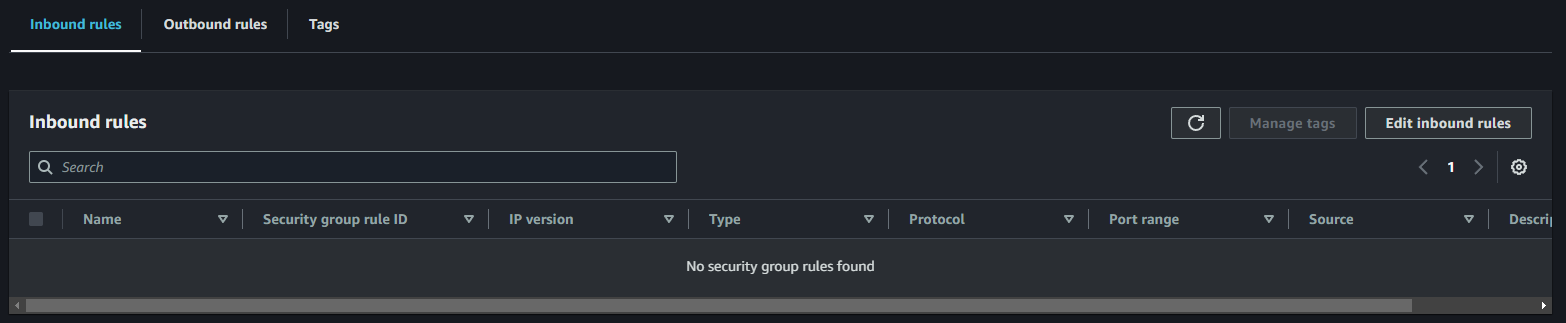 Inbound rules Outbound rules Tags
Inbound rules Manage tags Edit inbound rules
Search 1
Name Security group rule ID IP version Type Protocol Port range Source Descrip
No security group rules found